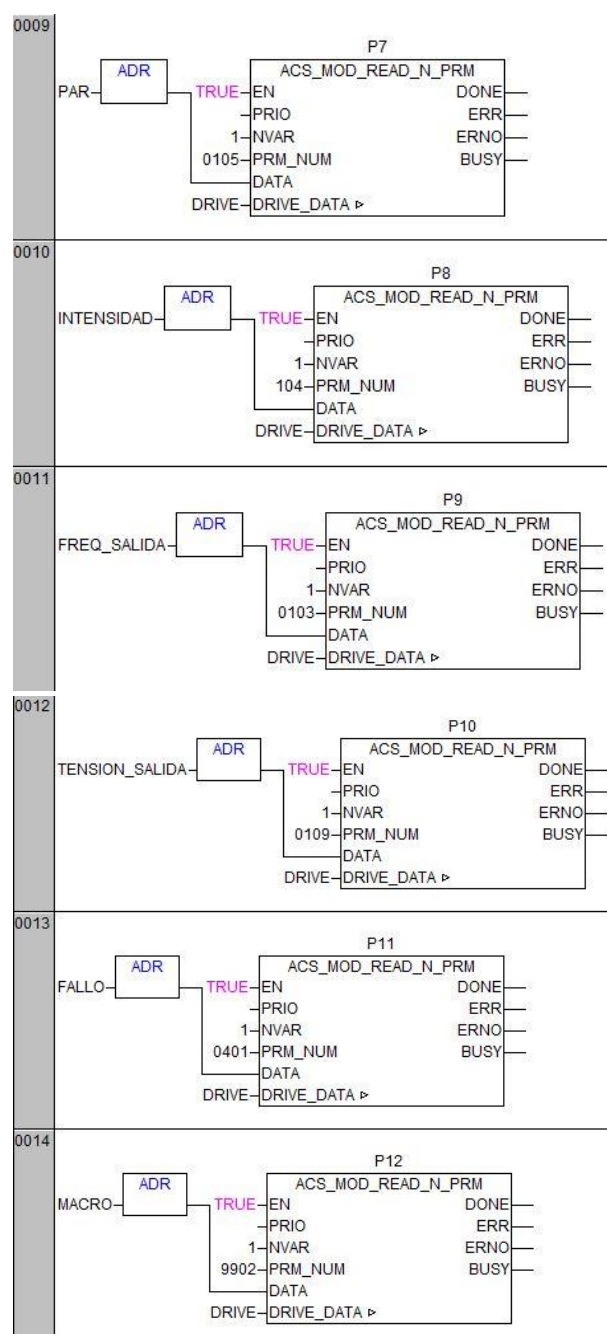 0009
P7
ADR
ACS_MOD_READ_N_PRM
PAR
TRUE EN DONE
PRIO ERR
1 NVAR ERNO
0105 PRM_NUM BUSY
DATA
DRIVE DRIVE_DATA
0010
P8
ADR
ACS_MOD_READ_N_PRM
INTENSIDAD
TRUE EN DONE
PRIO ERR
1 NVAR ERNO
104 PRM_NUM BUSY
DATA
DRIVE DRIVE_DATA
0011
P9
ADR
ACS_MOD_READ_N_PRM
FREQ_SALIDA
TRUE EN DONE
PRIO ERR
1 NVAR ERNO
0103 PRM_NUM BUSY
DATA
DRIVE DRIVE_DATA
0012
P10
ADR
ACS_MOD_READ_N_PRM
TENSION_SALIDA
TRUE EN DONE
PRIO ERR
1 NVAR ERNO
0109 PRM_NUM BUSY
DATA
DRIVE DRIVE_DATA
0013
P11
ADR
ACS_MOD_READ_N_PRM
FALLO
TRUE EN DONE
PRIO ERR
1 NVAR ERNO
0401 PRM_NUM BUSY
DATA
DRIVE DRIVE_DATA
0014
P12
ADR
ACS_MOD_READ_N_PRM
MACRO
TRUE EN DONE
PRIO ERR
1 NVAR ERNO
9902 PRM_NUM BUSY
DATA
DRIVE DRIVE_DATA